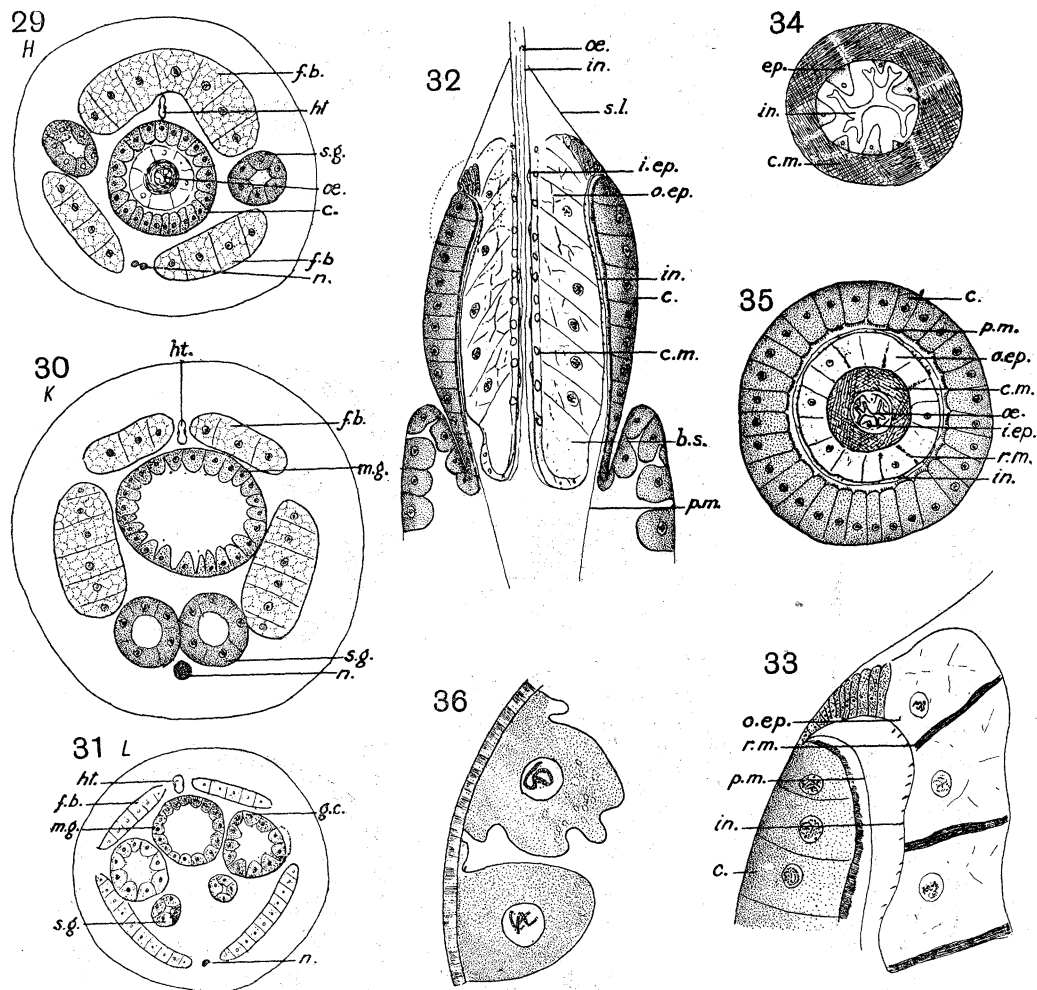 29
H
f.b.
ht
s.g.
œ.
c.
f.b
n.
30
K
ht.
f.b.
m.g.
s.g.
n.
31 L
ht.
f.b.
m.g.
g.c.
s.g.
n.
32
œ.
in.
s.l.
i.ep.
o.ep.
in.
c.
c.m.
b.s.
p.m.
34
ep.
in.
c.m.
35
c.
p.m.
o.ep.
c.m.
œ.
i.ep.
r.m.
in.
36
33
o.ep.
r.m.
p.m.
in.
c.